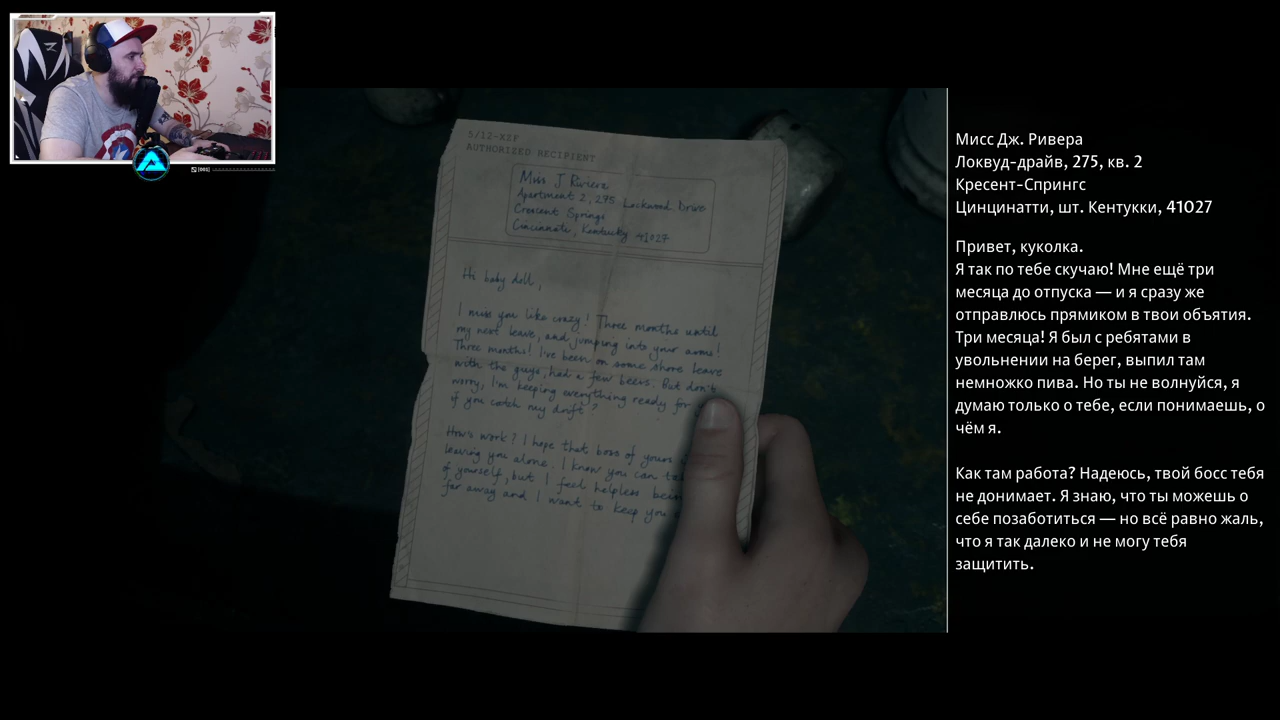 5/12-XZF
AUTHORIZED RECIPIENT
Miss J Riviera
Apartment 2, 295 Lockwood Drive
Crescent Springs
Cincinnati, Kentucky 41027
Hi baby doll,
I miss you like crazy! Three months until
my next leave, and jumping into your arms!
Three months! I've been on some shore leave
with the guys, had a few beers. But don't
worry, I'm keeping everything ready for
if you catch my drift?
How's work? I hope that boss of yours
leaving you alone. I know you can
of yourself, but I feel helpless
far away and I want to keep you
Мисс Дж. Ривера
Локвуд-драйв, 275, кв. 2
Кресент-Спрингс
Цинцинатти, шт. Кентукки, 41027
Привет, куколка.
Я так по тебе скучаю! Мне ещё три
месяца до отпуска — и я сразу же
отправлюсь прямиком в твои объятия.
Три месяца! Я был с ребятами в
увольнении на берег, выпил там
немножко пива. Но ты не волнуйся, я
думаю только о тебе, если понимаешь, о
чём я.
Как там работа? Надеюсь, твой босс тебя
не донимает. Я знаю, что ты можешь о
себе позаботиться — но всё равно жаль,
что я так далеко и не могу тебя
защитить.